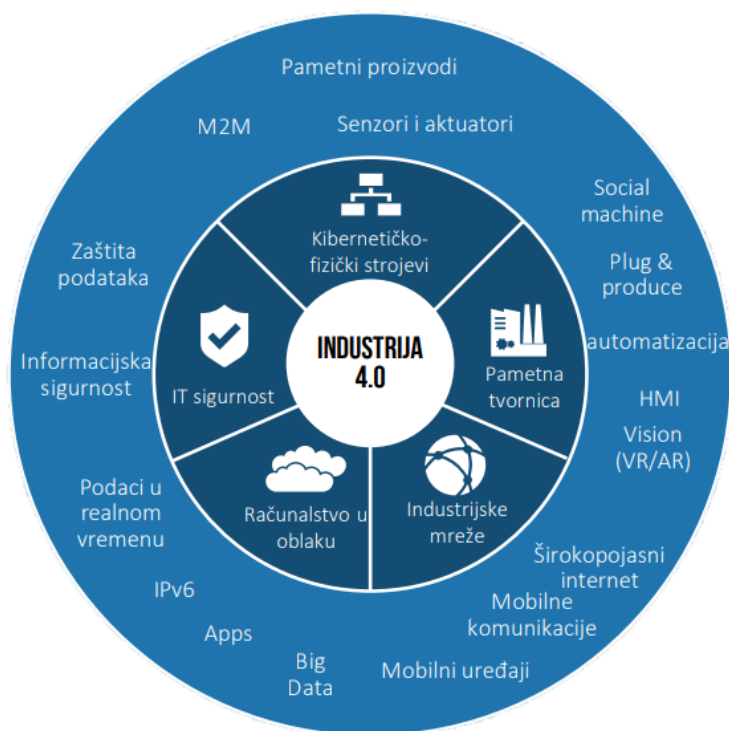 Pametni proizvodi
M2M
Senzori i aktuatori
Social
machine
Plug &
produce
automatizacija
HMI
Vision
(VR/AR)
Širokopojasni
internet
Mobilne
komunikacije
Mobilni uređaji
Big
Data
Apps
IPv6
Podaci u
realnom
vremenu
Informacijska
sigurnost
Zaštita
podataka
Kibernetičko-
fizički strojevi
Pametna
tvornica
Industrijske
mreže
Računalstvo u
oblaku
IT sigurnost
INDUSTRIJA
4.0